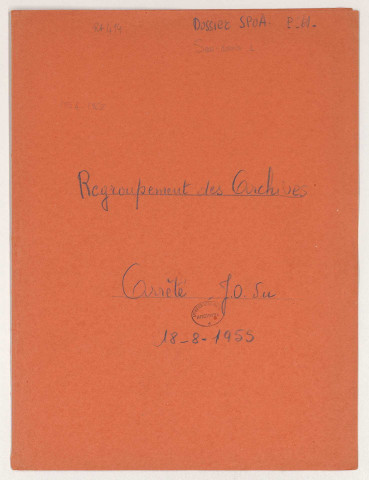 Dossier SPOA P.H.
Regroupement des Archives
Arrêté J.O. du
18-8-1955